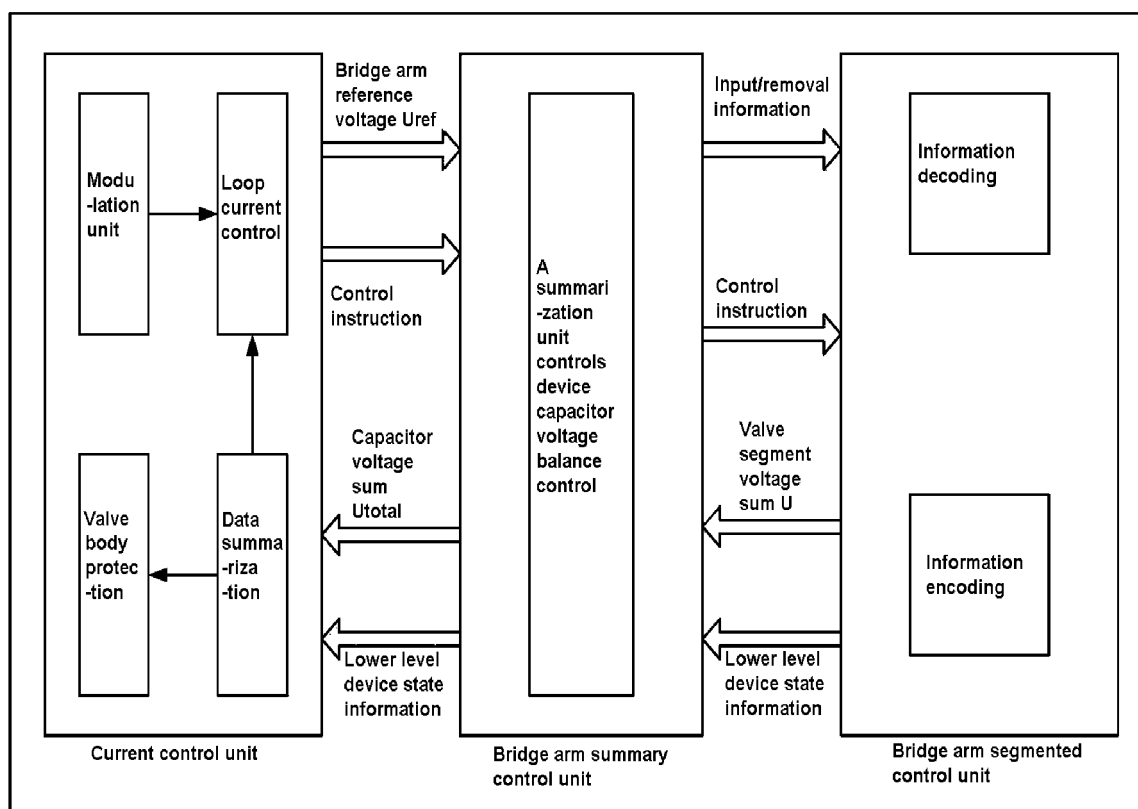 Bridge arm
reference
voltage Uref
Input/removal
information
Modu
-lation
unit
Loop
current
control
Information
decoding
Control
instruction
A
summari
-zation
unit
controls
device
capacitor
voltage
balance
control
Control
instruction
Capacitor
voltage
sum
Utotal
Valve
segment
voltage
sum U
Valve
body
protec
-tion
Data
summa
-riza
-tion
Information
encoding
Lower level
device state
information
Lower level
device state
information
Current control unit
Bridge arm summary
control unit
Bridge arm segmented
control unit